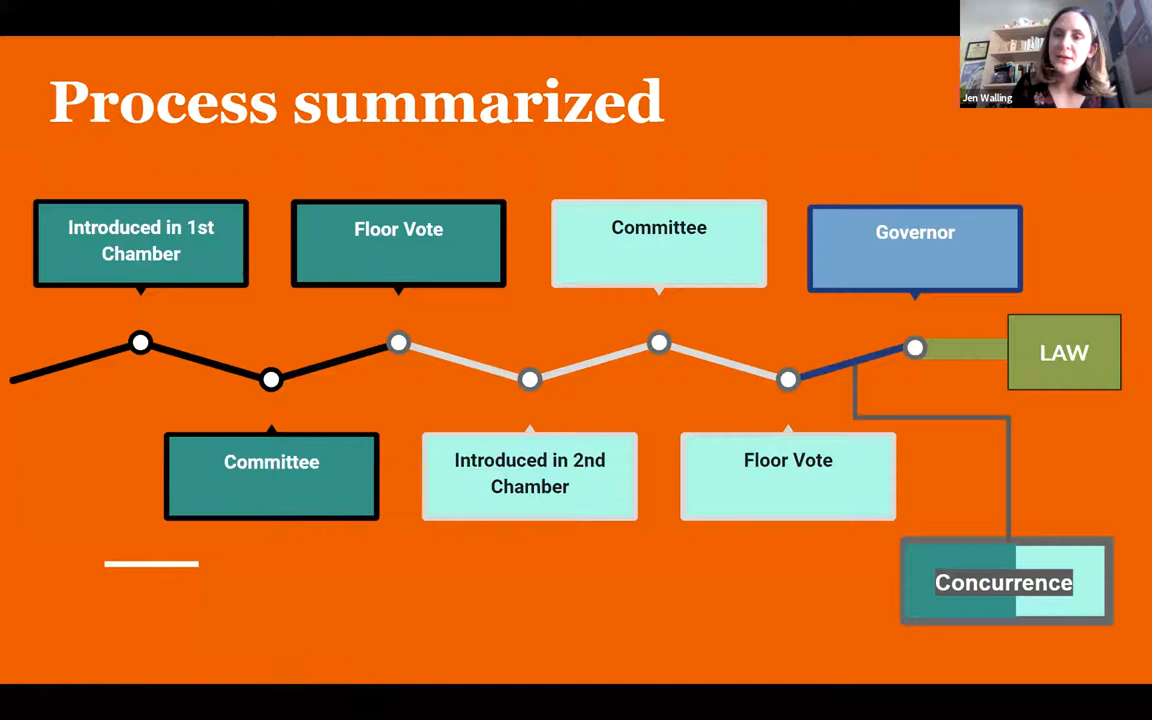 Process summarized
Jen Walling
Introduced in 1st
Chamber
Floor Vote
Committee
Governor
LAW
Committee
Introduced in 2nd
Chamber
Floor Vote
Concurrence